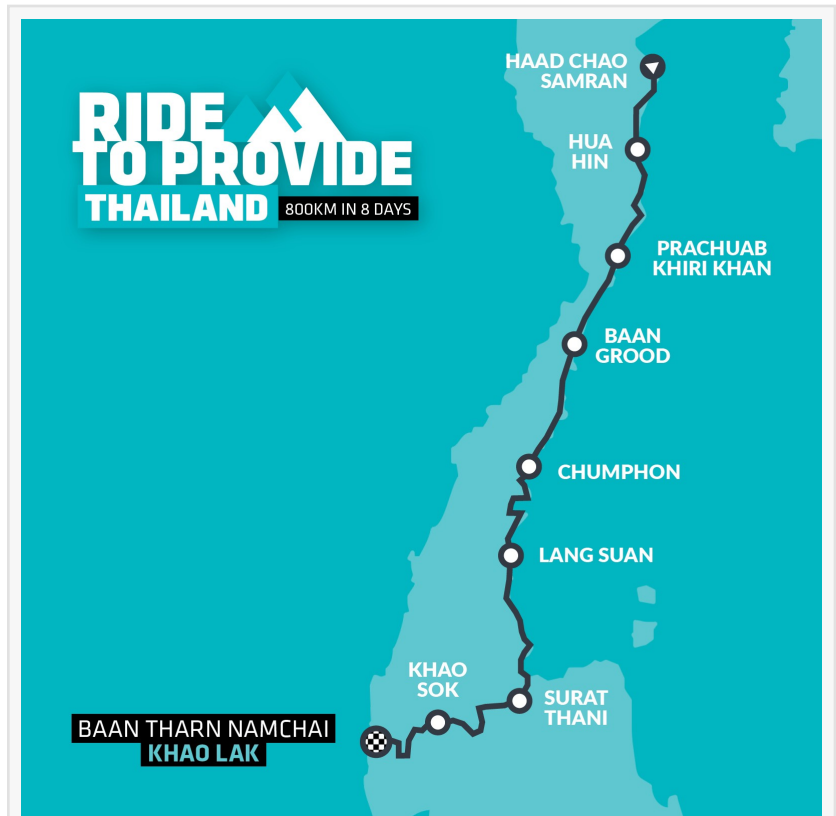 RIDE
TO PROVIDE
THAILAND
800KM IN 8 DAYS
HAAD CHAO
SAMRAN
HUA
HIN
PRACHUAB
KHIRI KHAN
BAAN
GROOD
CHUMPHON
LANG SUAN
SURAT
THANI
KHAO
SOK
BAAN THARN NAMCHAI
KHAO LAK